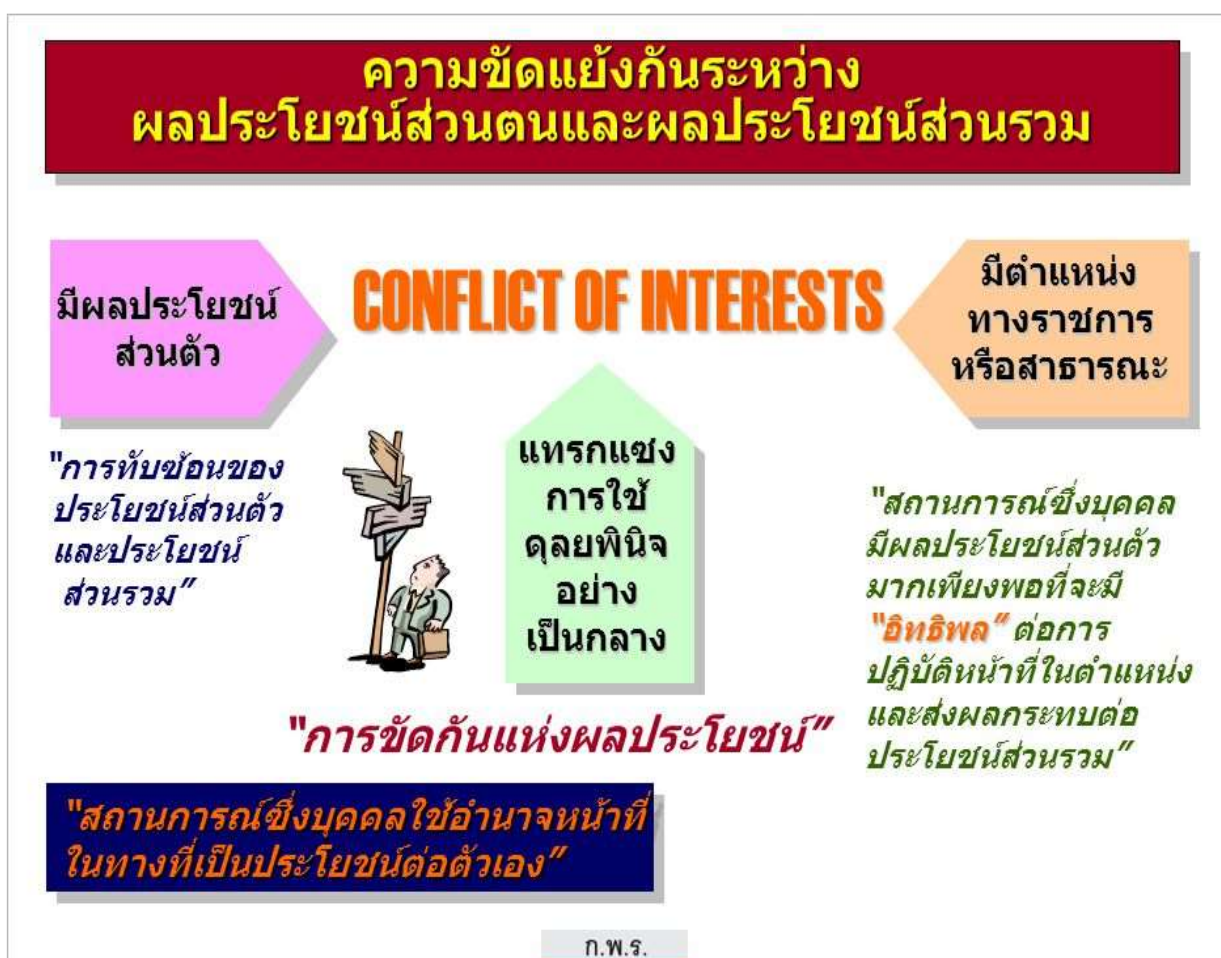 ความขัดแย้งกันระหว่าง
ผลประโยชน์ส่วนตนและผลประโยชน์ส่วนรวม
มีผลประโยชน์
ส่วนตัว
CONFLICT OF INTERESTS
มีตำแหน่ง
ทางราชการ
หรือสาธารณะ
"การทับซ้อนของ
ประโยชน์ส่วนตัว
และประโยชน์
ส่วนรวม"
แทรกแซง
การใช้
ดุลยพินิจ
อย่าง
เป็นกลาง
"สถานการณ์ซึ่งบุคคล
มีผลประโยชน์ส่วนตัว
มากเพียงพอที่จะมี
"อิทธิพล" ต่อการ
ปฏิบัติหน้าที่ในตำแหน่ง
และส่งผลกระทบต่อ
ประโยชน์ส่วนรวม"
"การขัดกันแห่งผลประโยชน์"
"สถานการณ์ซึ่งบุคคลใช้อำนาจหน้าที่
ในทางที่เป็นประโยชน์ต่อตัวเอง"
ก.พ.ร.